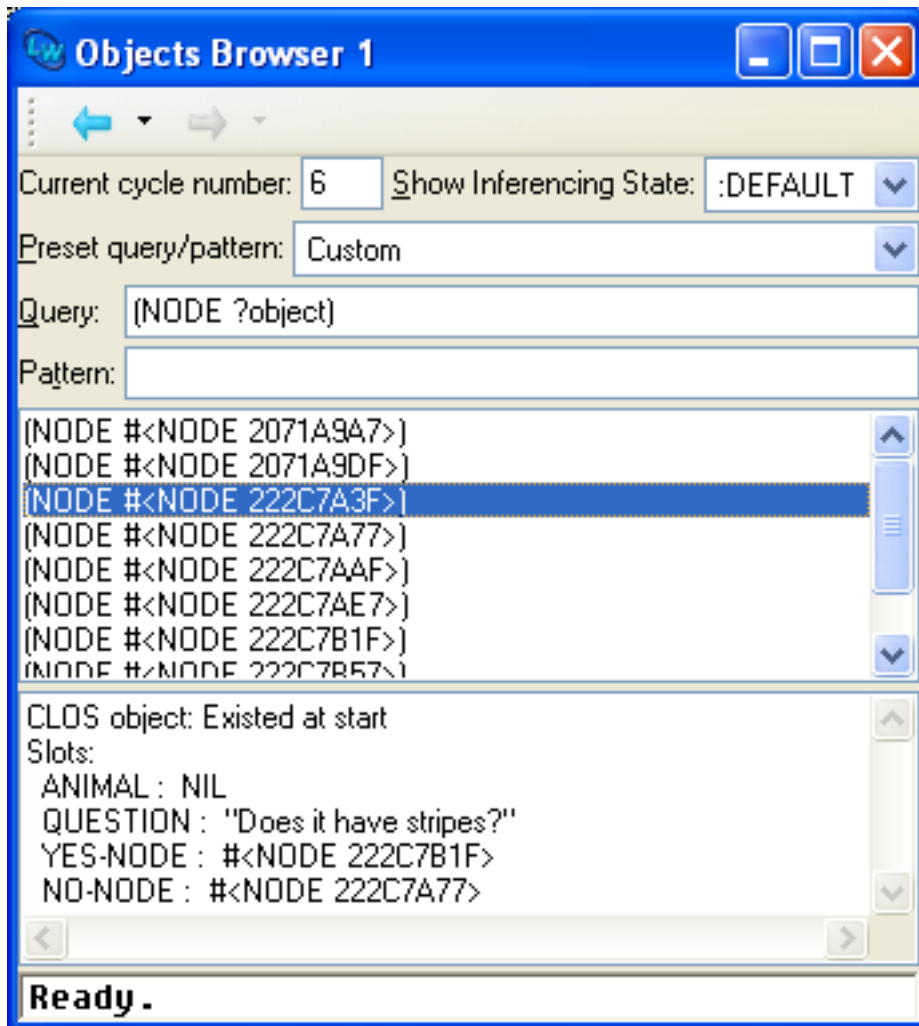 Objects Browser 1
Current cycle number: 6 Show Inferencing State: :DEFAULT
Preset query/pattern: Custom
Query: (NODE ?object)
Pattern:
(NODE #<NODE 2071A9A7>)
(NODE #<NODE 2071A9DF>)
(NODE #<NODE 222C7A3F>)
(NODE #<NODE 222C7A77>)
(NODE #<NODE 222C7AAF>)
(NODE #<NODE 222C7AE7>)
(NODE #<NODE 222C7B1F>)
(NODE #<NODE 222C7B57>)
CLOS object: Existed at start
Slots:
ANIMAL : NIL
QUESTION : "Does it have stripes?"
YES-NODE : #<NODE 222C7B1F>
NO-NODE : #<NODE 222C7A77>
Ready.